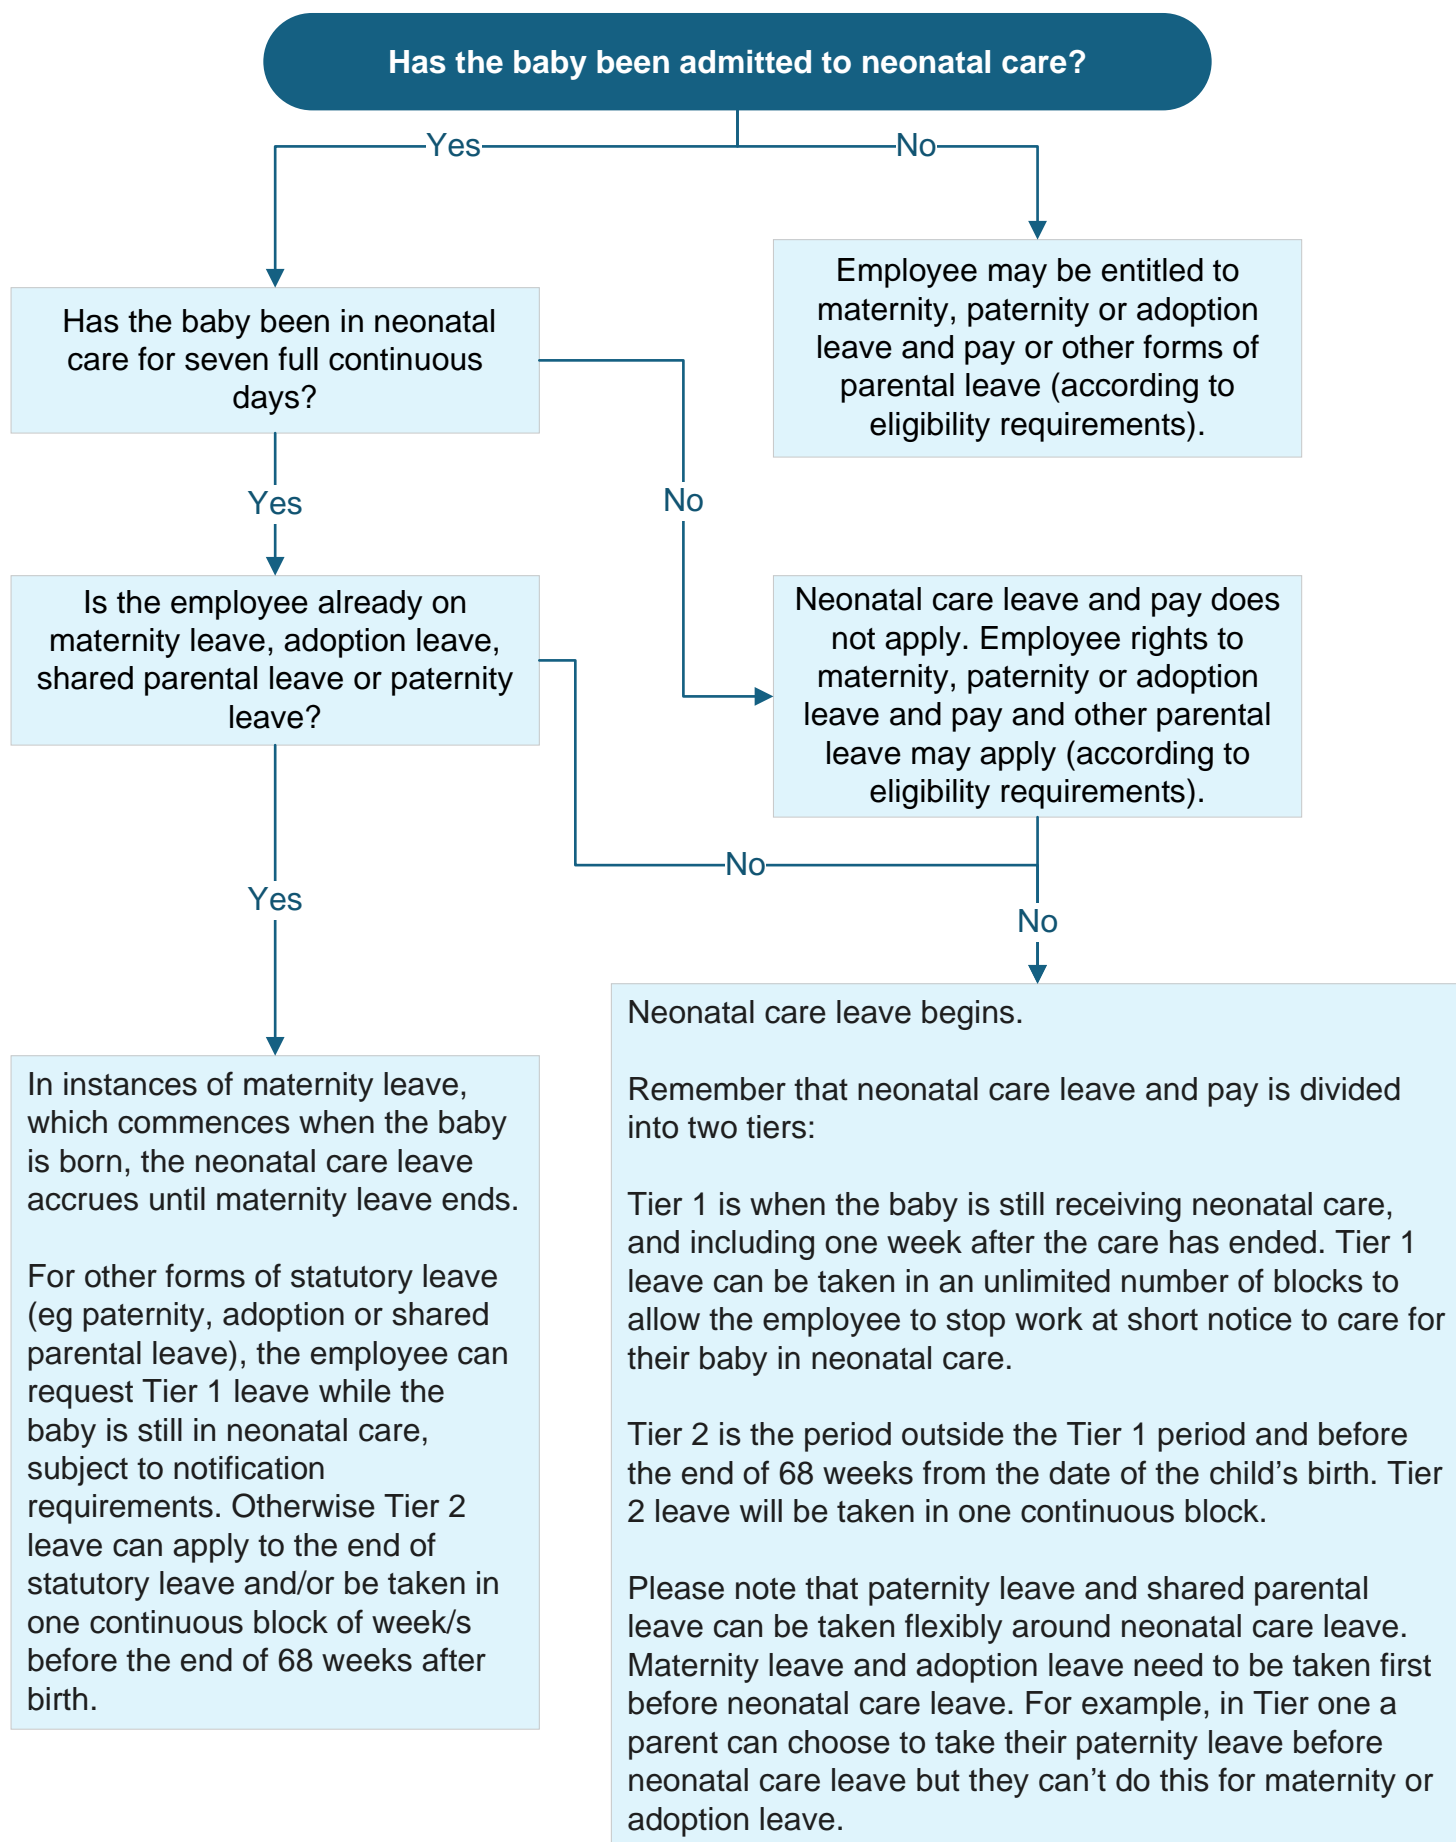 Has the baby been admitted to neonatal care?
Yes
No
Employee may be entitled to
maternity, paternity or adoption
leave and pay or other forms of
parental leave (according to
eligibility requirements).
Has the baby been in neonatal
care for seven full continuous
days?
Yes
No
Is the employee already on
maternity leave, adoption leave,
shared parental leave or paternity
leave?
Neonatal care leave and pay does
not apply. Employee rights to
maternity, paternity or adoption
leave and pay and other parental
leave may apply (according to
eligibility requirements).
No
Yes
No
In instances of maternity leave,
which commences when the baby
is born, the neonatal care leave
accrues until maternity leave ends.
For other forms of statutory leave
(eg paternity, adoption or shared
parental leave), the employee can
request Tier 1 leave while the
baby is still in neonatal care,
subject to notification
requirements. Otherwise Tier 2
leave can apply to the end of
statutory leave and/or be taken in
one continuous block of week/s
before the end of 68 weeks after
birth.
Neonatal care leave begins.
Remember that neonatal care leave and pay is divided
into two tiers:
Tier 1 is when the baby is still receiving neonatal care,
and including one week after the care has ended. Tier 1
leave can be taken in an unlimited number of blocks to
allow the employee to stop work at short notice to care for
their baby in neonatal care.
Tier 2 is the period outside the Tier 1 period and before
the end of 68 weeks from the date of the child’s birth. Tier
2 leave will be taken in one continuous block.
Please note that paternity leave and shared parental
leave can be taken flexibly around neonatal care leave.
Maternity leave and adoption leave need to be taken first
before neonatal care leave. For example, in Tier one a
parent can choose to take their paternity leave before
neonatal care leave but they can’t do this for maternity or
adoption leave.